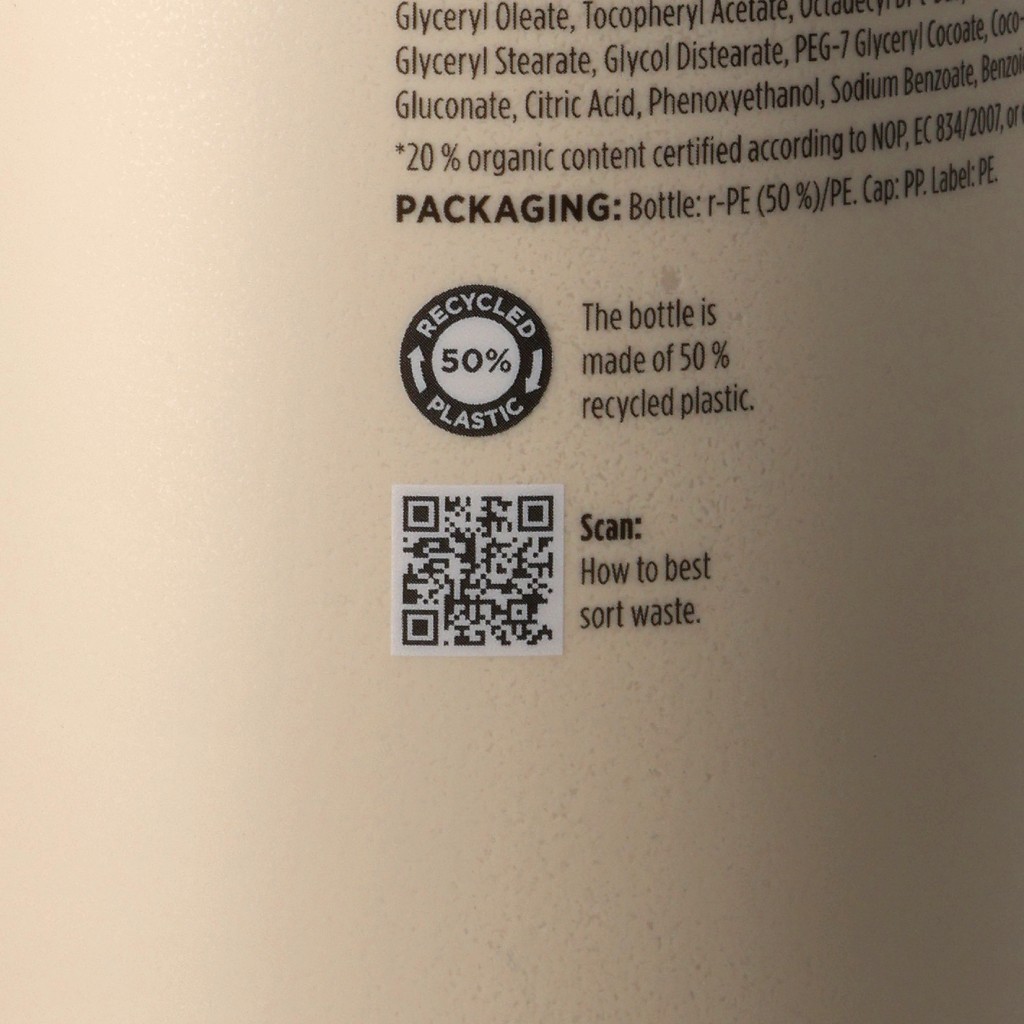 Glyceryl Oleate, Tocopheryl Acetate,
Glyceryl Stearate, Glycol Distearate, PEG-7 Glyceryl Cocoate, Coco-
Gluconate, Citric Acid, Phenoxyethanol, Sodium Benzoate,
*20 % organic content certified according to NOP, EC 834/2007, or
PACKAGING: Bottle: r-PE (50 %)/PE. Cap: PP. Label: PE.
RECYCLED
50%
PLASTIC
The bottle is
made of 50 %
recycled plastic.
Scan:
How to best
sort waste.